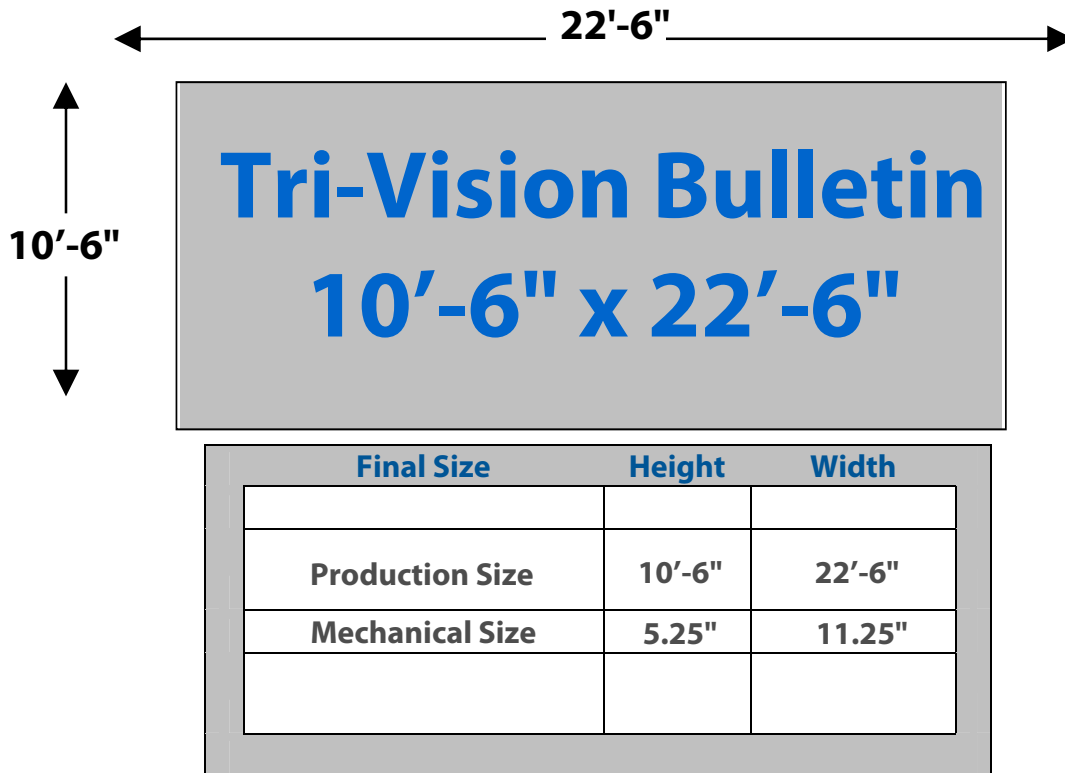 22'-6"
Tri-Vision Bulletin
10’-6"
10’-6" x 22’-6"
Final Size Height Width
Production Size 10’-6" 22’-6"
Mechanical Size 5.25" 11.25"